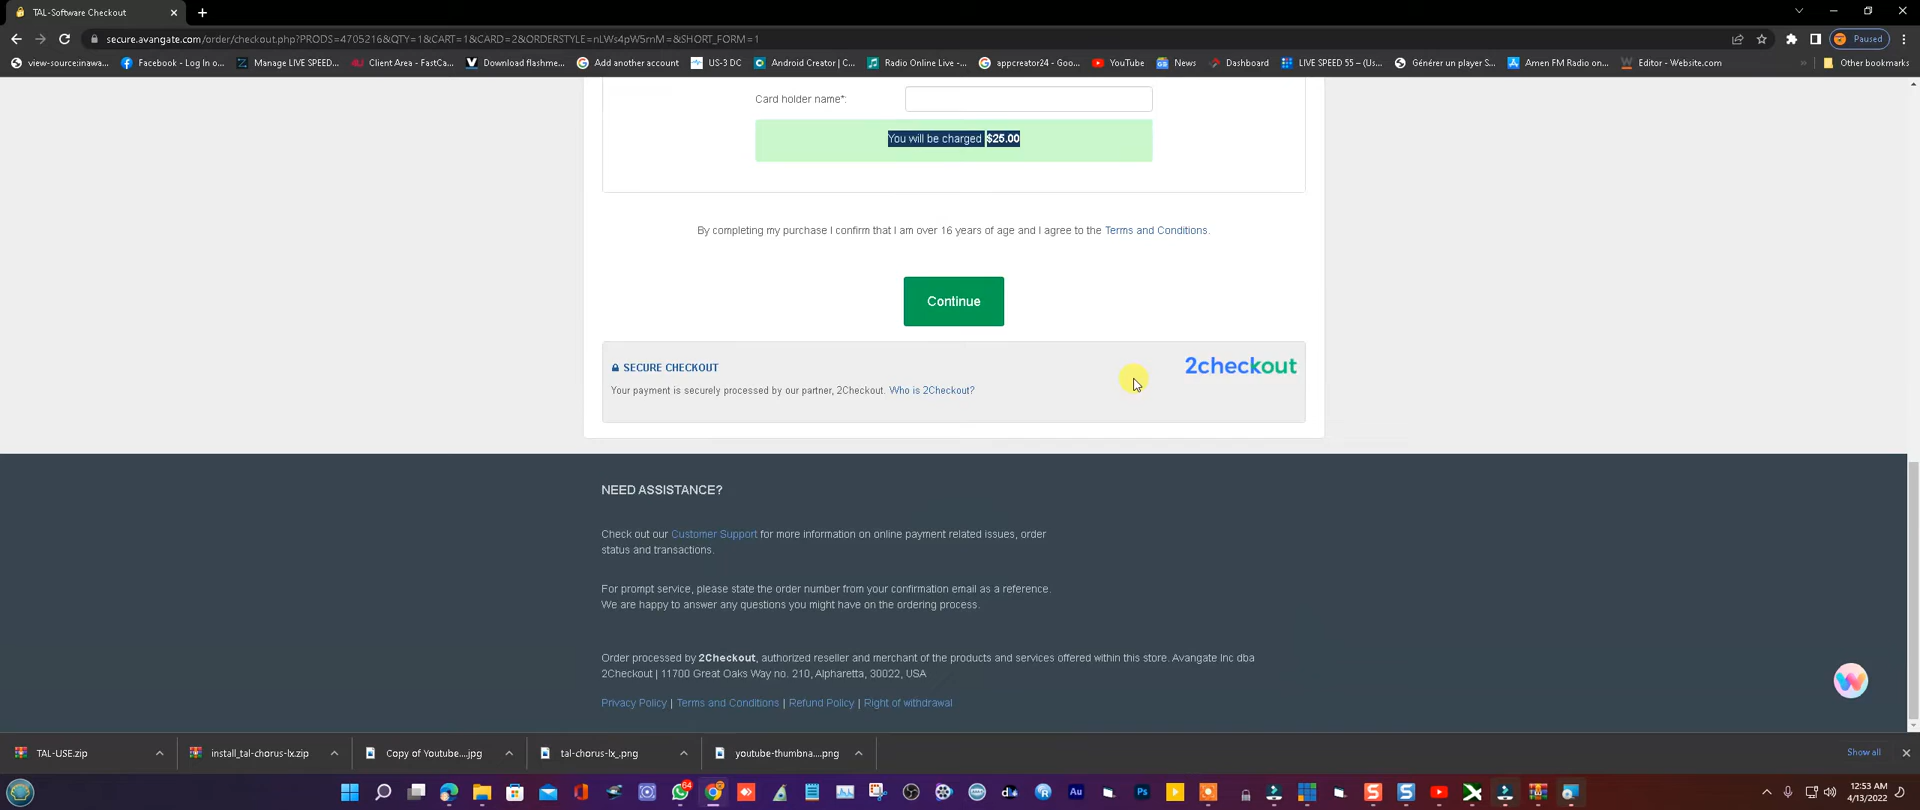 TAL-Software Checkout
secure.avangate.com/order/checkout.php?PRODS=4705216&QTY=1&CART=1&CARD=2&ORDERSTYLE=nLWs4pW5mM=&SHORT_FORM=1
Paused
view-source:inawa...
Facebook - Log In o...
Manage LIVE SPEED...
Client Area - FastCa...
Download flashme...
Add another account
US-3 DC
Android Creator | C...
Radio Online Live -...
appcreator24 - Goo...
YouTube
News
Dashboard
LIVE SPEED 55 – (Us...
Générer un player S...
Amen FM Radio on...
Editor - Website.com
Other bookmarks
Card holder name*:
You will be charged $25.00
By completing my purchase I confirm that I am over 16 years of age and I agree to the Terms and Conditions.
Continue
SECURE CHECKOUT
2checkout
Your payment is securely processed by our partner, 2Checkout. Who is 2Checkout?
NEED ASSISTANCE?
Check out our Customer Support for more information on online payment related issues, order
status and transactions.
For prompt service, please state the order number from your confirmation email as a reference.
We are happy to answer any questions you might have on the ordering process.
Order processed by 2Checkout, authorized reseller and merchant of the products and services offered within this store. Avangate Inc dba
2Checkout | 11700 Great Oaks Way no. 210, Alpharetta, 30022, USA
Privacy Policy | Terms and Conditions | Refund Policy | Right of withdrawal
TAL-USE.zip
install_tal-chorus-lx.zip
Copy of Youtube....jpg
tal-chorus-lx_.png
youtube-thumbna....png
Show all
64
12:53 AM
4/13/2022